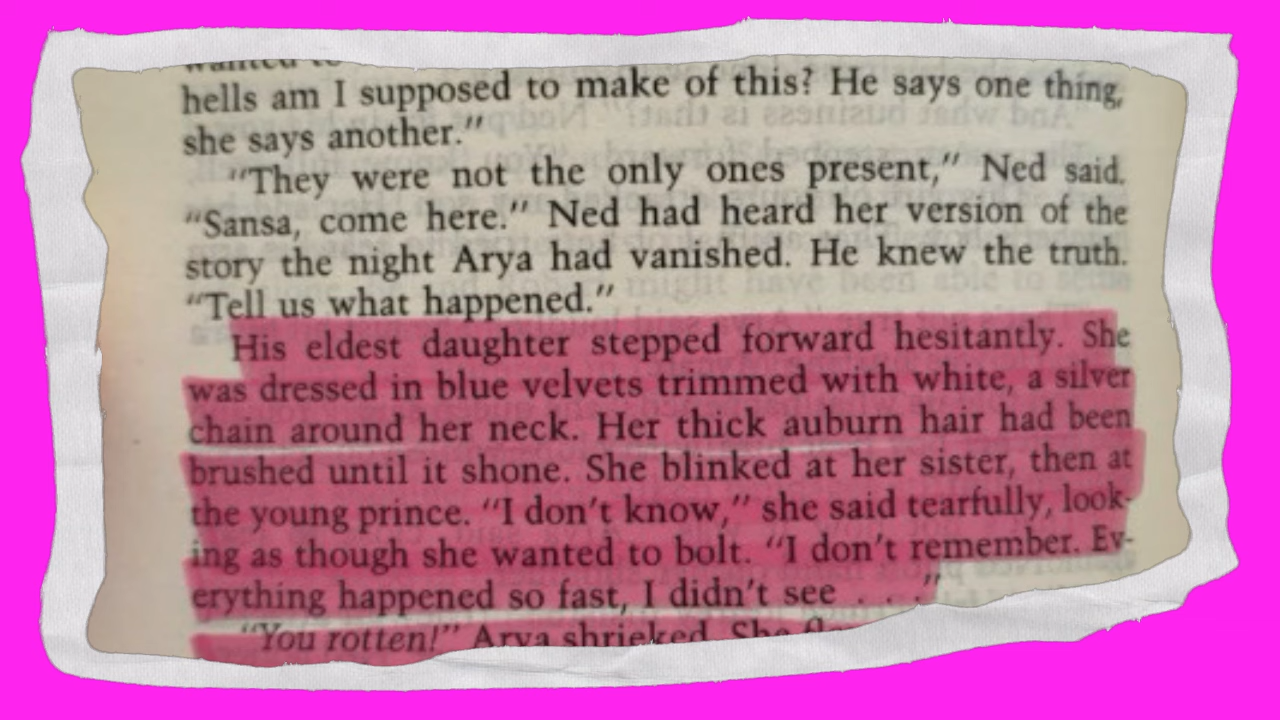 wanted to
hells am I supposed to make of this? He says one thing,
she says another."
"They were not the only ones present," Ned said.
"Sansa, come here." Ned had heard her version of the
story the night Arya had vanished. He knew the truth.
"Tell us what happened."
His eldest daughter stepped forward hesitantly. She
was dressed in blue velvets trimmed with white, a silver
chain around her neck. Her thick auburn hair had been
brushed until it shone. She blinked at her sister, then at
the young prince. "I don't know," she said tearfully, look-
ing as though she wanted to bolt. "I don't remember. Ev-
erything happened so fast, I didn't see . . ."
"You rotten!" Arya shrieked. She